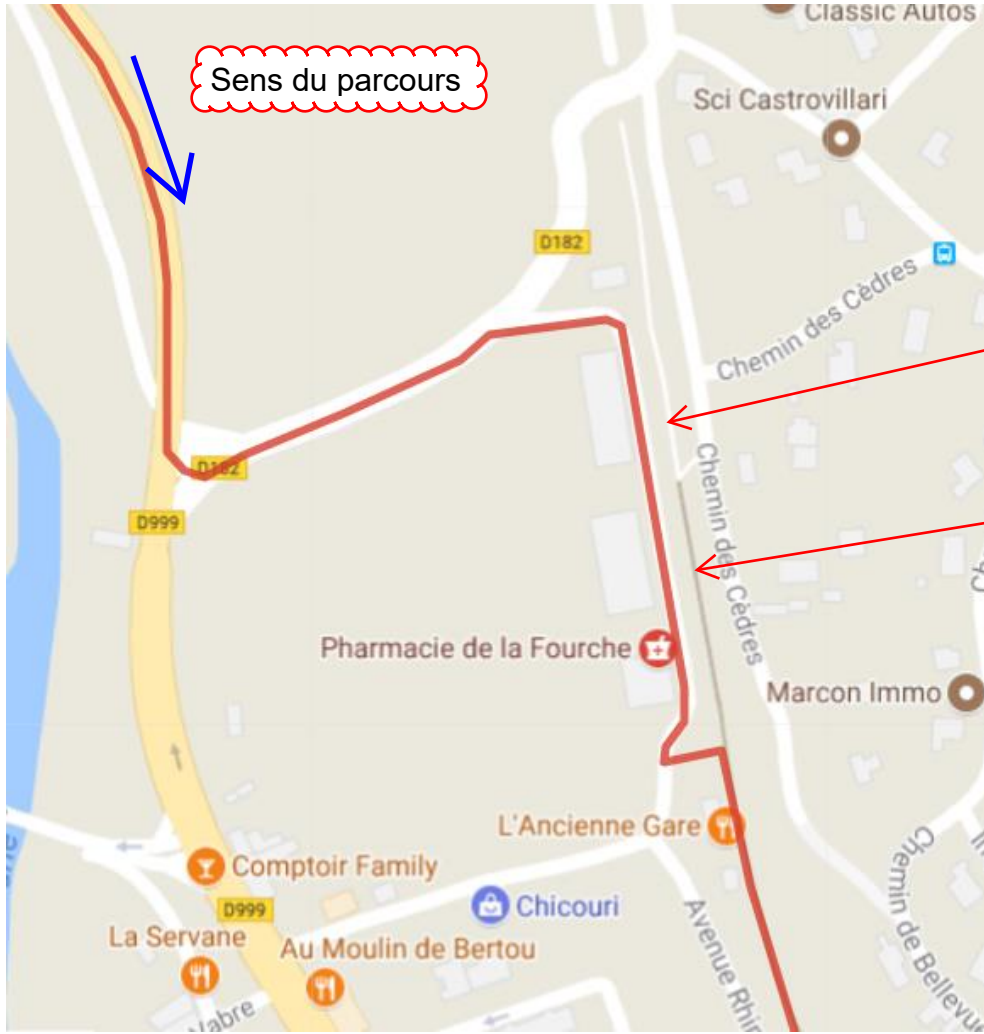 Classic Autos
Sens du parcours
Sci Castrovillari
D182
Chemin des Cèdres
D182
D999
Chemin des Cèdres
Pharmacie de la Fourche
Marcon Immo
L'Ancienne Gare
Comptoir Family
Chicouri
D999
La Servane
Au Moulin de Bertou
Avenue Rhin
Chemin de Bellevue
Vabre